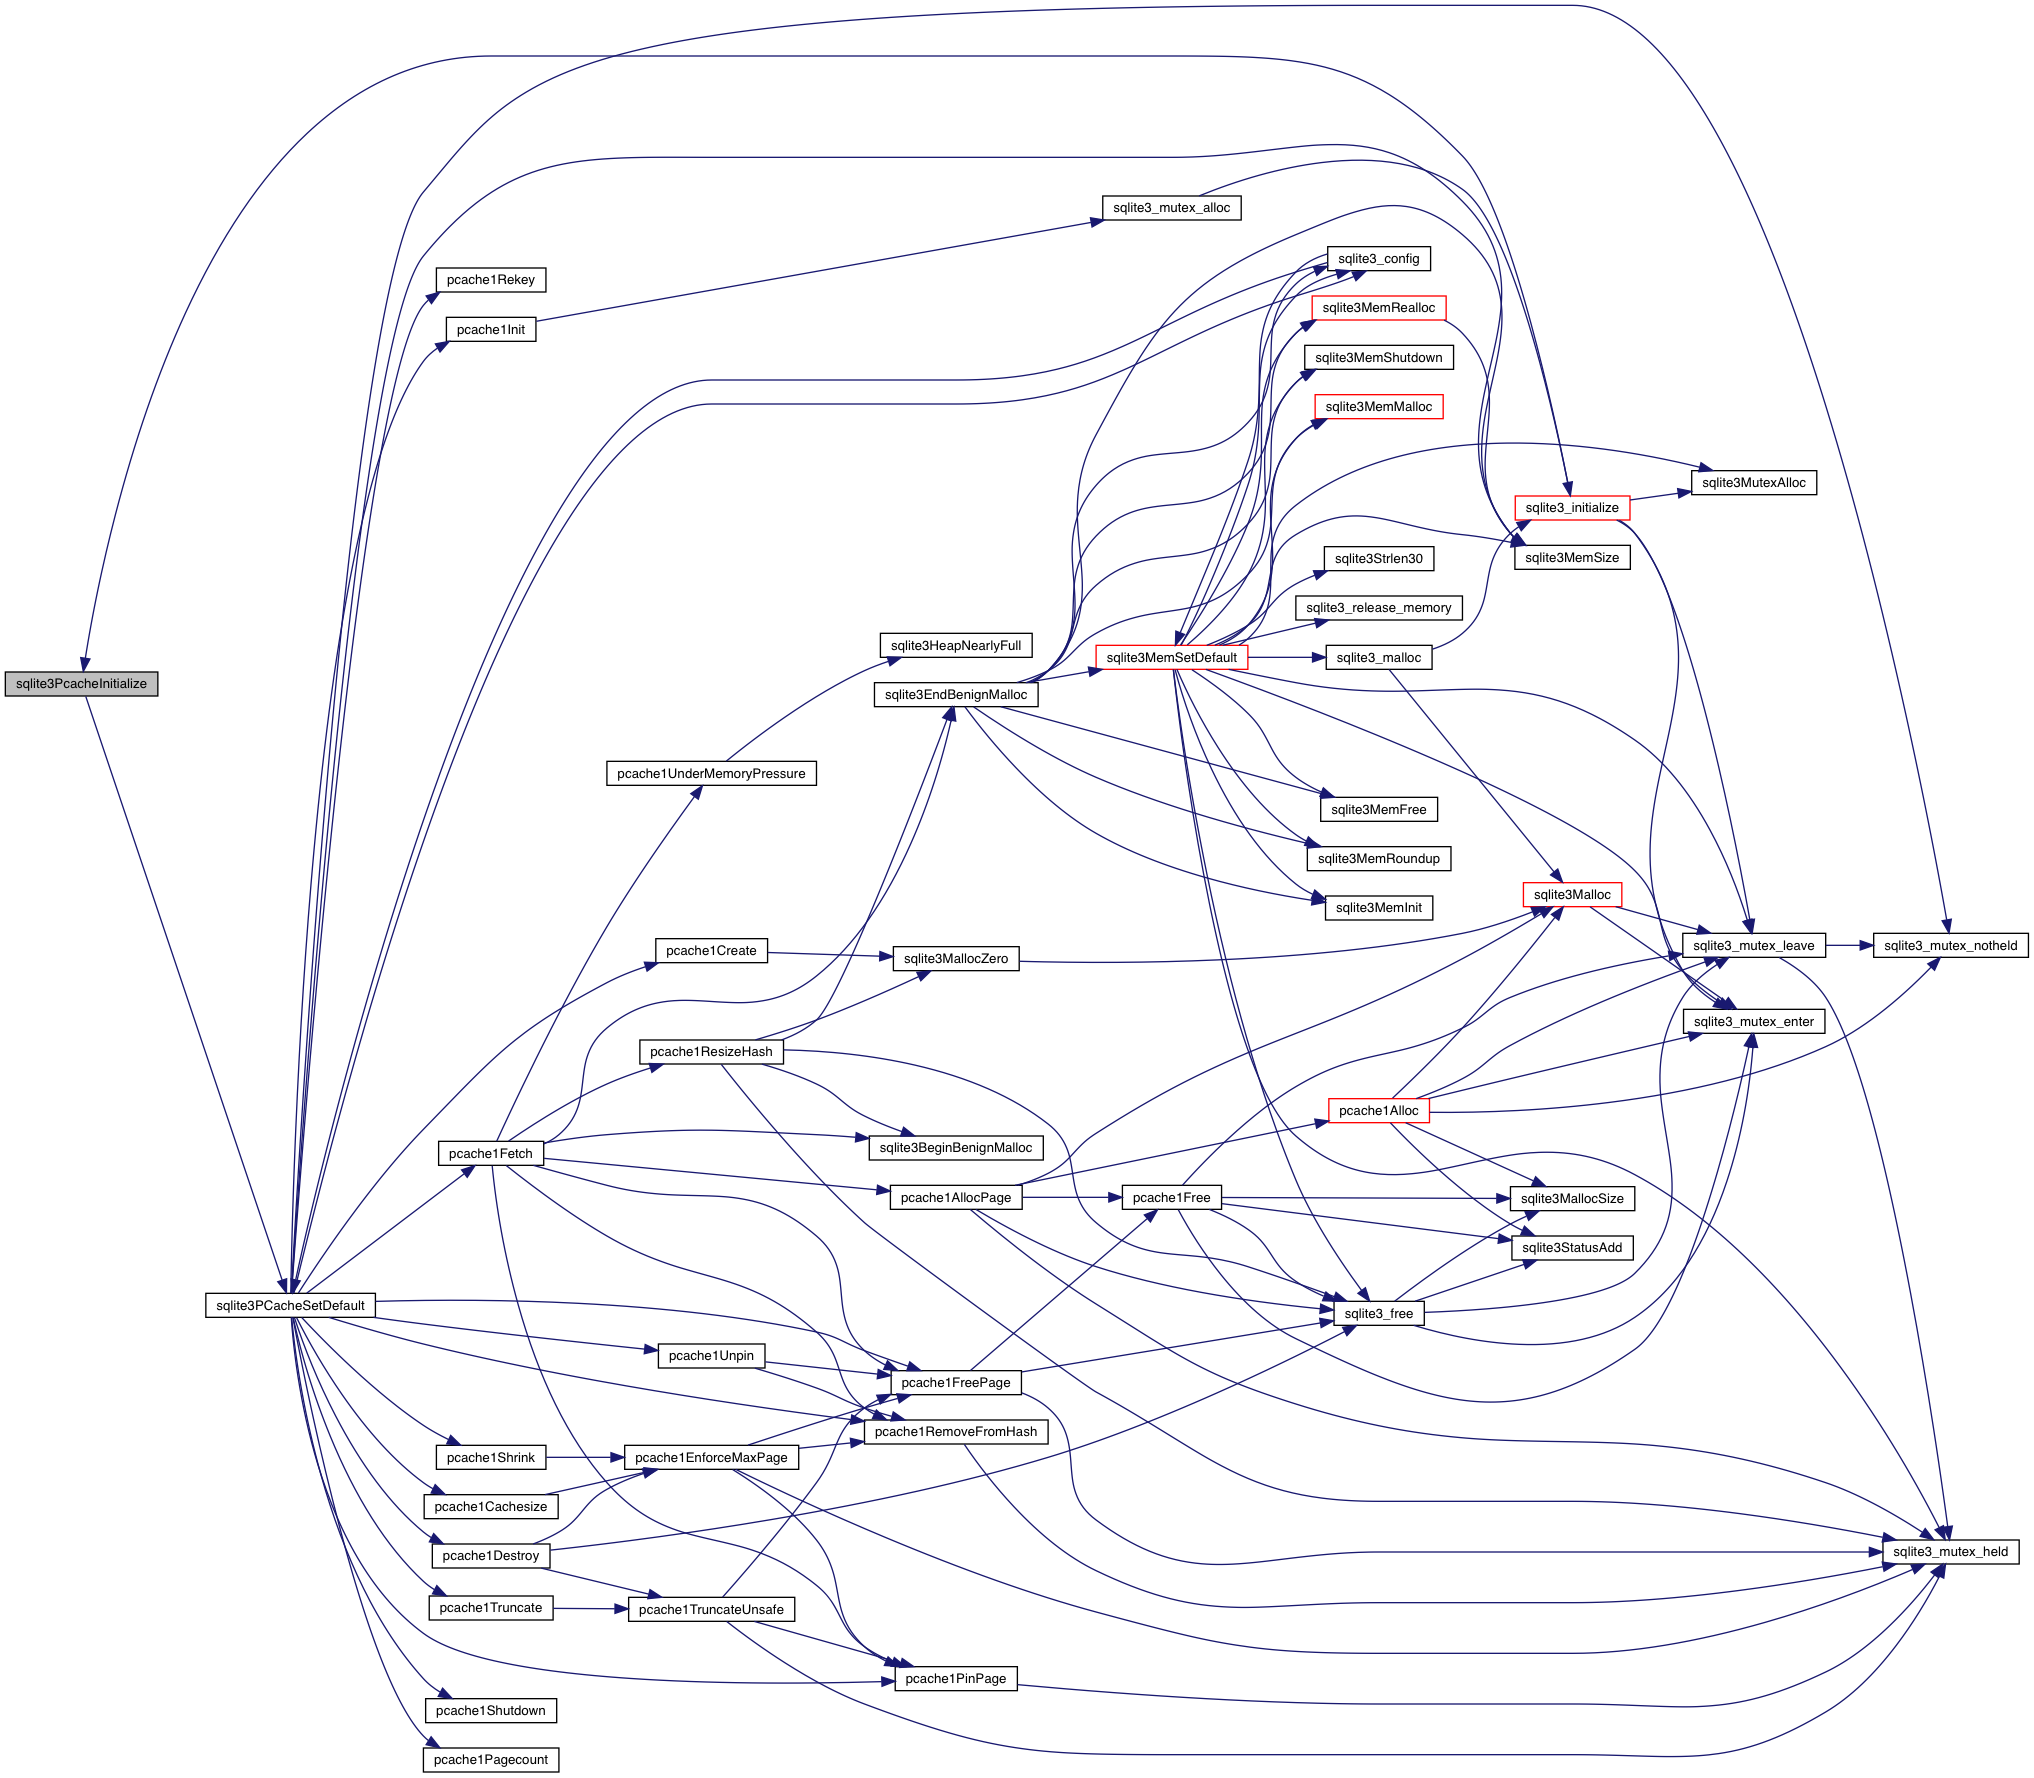 sqlite3PcacheInitialize
sqlite3PCacheSetDefault
pcache1Rekey
pcache1Init
pcache1Fetch
pcache1Shrink
pcache1Cachesize
pcache1Destroy
pcache1Truncate
pcache1Shutdown
pcache1Pagecount
pcache1UnderMemoryPressure
pcache1Create
pcache1ResizeHash
pcache1Unpin
pcache1EnforceMaxPage
pcache1TruncateUnsafe
sqlite3HeapNearlyFull
sqlite3EndBenignMalloc
sqlite3MallocZero
sqlite3BeginBenignMalloc
pcache1AllocPage
pcache1FreePage
pcache1RemoveFromHash
pcache1PinPage
sqlite3_mutex_alloc
sqlite3MemSetDefault
pcache1Free
sqlite3_config
sqlite3MemRealloc
sqlite3MemShutdown
sqlite3MemMalloc
sqlite3Strlen30
sqlite3_release_memory
sqlite3_malloc
sqlite3MemFree
sqlite3MemRoundup
sqlite3MemInit
pcache1Alloc
sqlite3_free
sqlite3_initialize
sqlite3MemSize
sqlite3Malloc
sqlite3MallocSize
sqlite3StatusAdd
sqlite3MutexAlloc
sqlite3_mutex_leave
sqlite3_mutex_enter
sqlite3_mutex_notheld
sqlite3_mutex_held